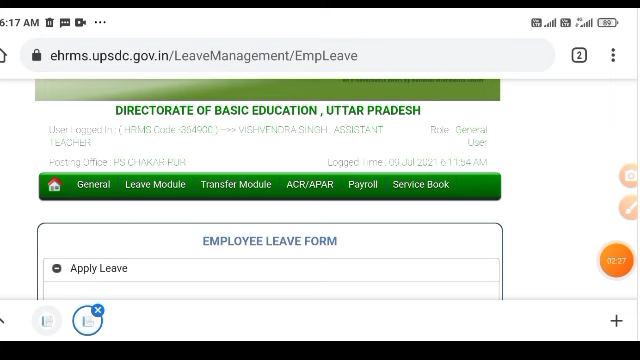 6:17 AM
89
ehrms.upsdc.gov.in/LeaveManagement/EmpLeave
2
DIRECTORATE OF BASIC EDUCATION , UTTAR PRADESH
User Logged In : ( HRMS Code -364900' ) -->> VISHVENDRA SINGH , ASSISTANT TEACHER
Role : General User
Posting Office : PS CHAKAR PUR
Logged Time : 09 Jul 2021 6:11:54 AM
General Leave Module Transfer Module ACR/APAR Payroll Service Book
EMPLOYEE LEAVE FORM
Apply Leave
02:27